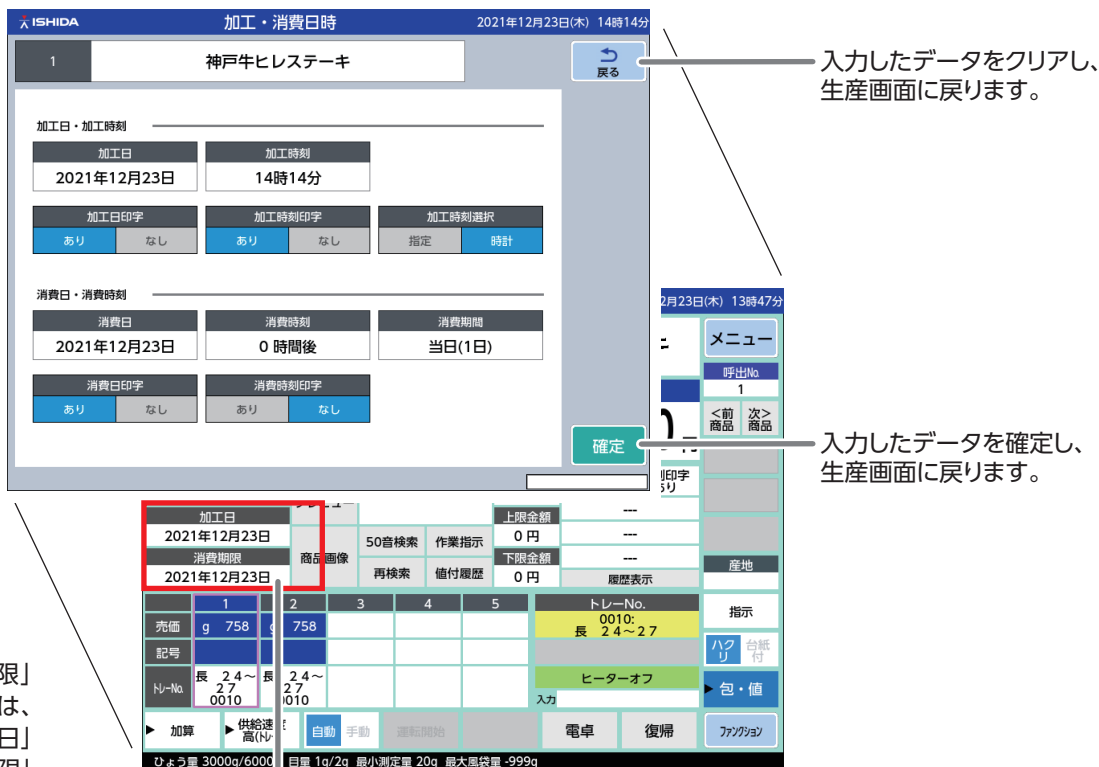 ISHIDA 加工・消費日時 2021年12月23日(木) 14時14分
1 神戸牛ヒレステーキ 戻る
入力したデータをクリアし、
生産画面に戻ります。
加工日・加工時刻
加工日 加工時刻
2021年12月23日 14時14分
加工日印字 加工時刻印字 加工時刻選択
あり なし あり なし 指定 時計
消費日・消費時刻
消費日 消費時刻 消費期間
2021年12月23日 0 時間後 当日(1日)
消費日印字 消費時刻印字
あり なし あり なし
確定
入力したデータを確定し、
生産画面に戻ります。
2月23日(木) 13時47分
メニュー
呼出No.
1
<前商品 次>商品
刻印字
あり
加工日
2021年12月23日
消費期限
2021年12月23日
商品画像
50音検索 作業指示
再検索 値付履歴
上限金額
0 円
下限金額
0 円
---
---
---
履歴表示
産地
指示
1 2 3 4 5 トレーNo.
売価 g 758 758
0010:
長 24~27
記号
トレーNo.
長 24~27
0010
長 24~27
0010
ヒーターオフ
入力
ハクリ 台紙付
包・値
加算 自動 手動 運転開始 電卓 復帰 ファンクション
ひょう量 3000g/6000 目量 1g/2g 最小測定量 20g 最大風袋量 -999g
限」
は、
日」
限」